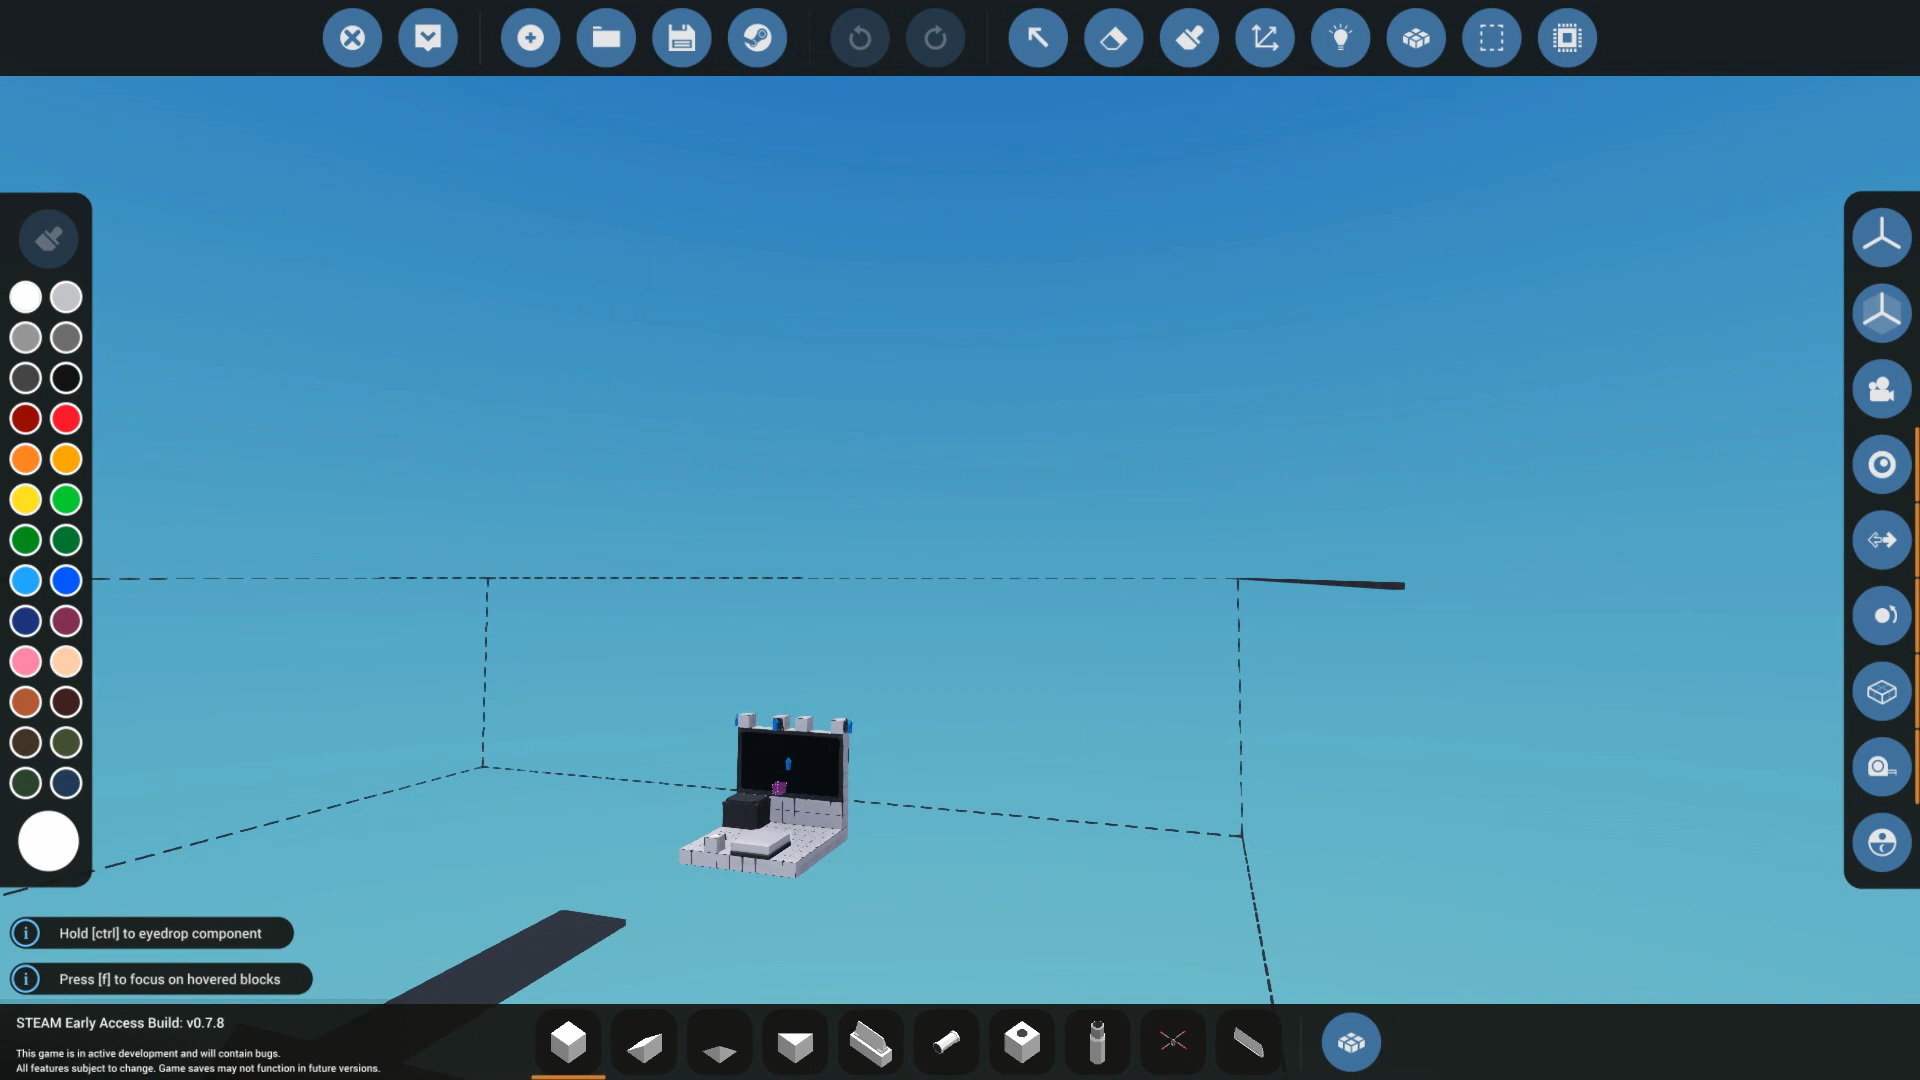 Hold [ctrl] to eyedrop component
Press [f] to focus on hovered blocks
STEAM Early Access Build: v0.7.8
This game is in active development and will contain bugs.
All features subject to change. Game saves may not function in future versions.